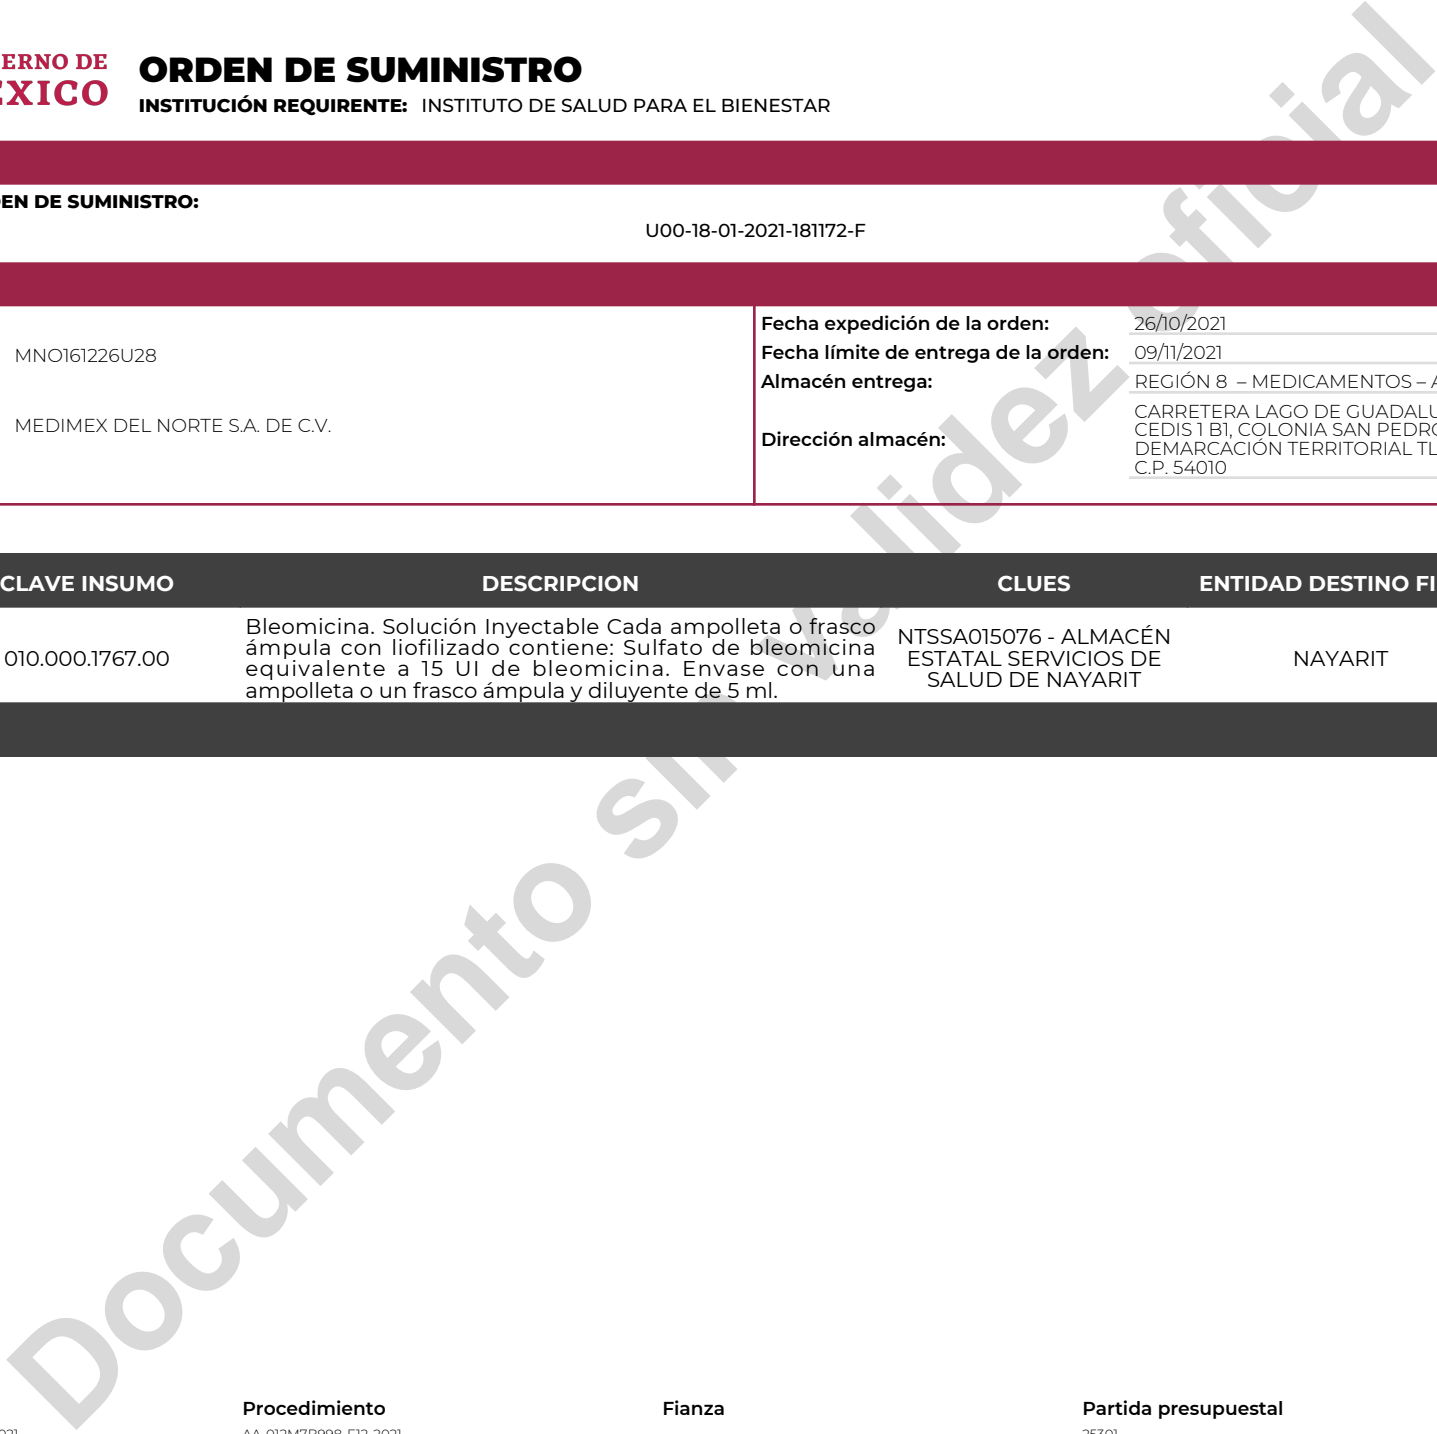 ERNO DE
ORDEN DE SUMINISTRO
INSTITUCIÓN REQUIRENTE: INSTITUTO DE SALUD PARA EL BIENESTAR
DE SUMINISTRO:
U00-18-01-2021-181172-F
MNO161226U28
MEDIMEX DEL NORTE S.A. DE C.V.
Fecha expedición de la orden: 26/10/2021
Fecha límite de entrega de la orden: 09/11/2021
Almacén entrega: REGIÓN 8 – MEDICAMENTOS –
Dirección almacén: CARRETERA LAGO DE
CEDIS 1 B1, COLONIA SAN
DEMARCACIÓN TERRITORIAL
C.P. 54010
CLAVE INSUMO DESCRIPCION CLUES ENTIDAD DESTINO
010.000.1767.00
Bleomicina. Solución Inyectable Cada ampolleta o frasco
ámpula con liofilizado contiene: Sulfato de bleomicina
equivalente a 15 UI de bleomicina. Envase con una
ampolleta o un frasco ámpula y diluyente de 5 ml.
NTSSA015076 - ALMACÉN
ESTATAL SERVICIOS DE
SALUD DE NAYARIT
NAYARIT
Documento sin validez oficial
Procedimiento Fianza Partida presupuestal